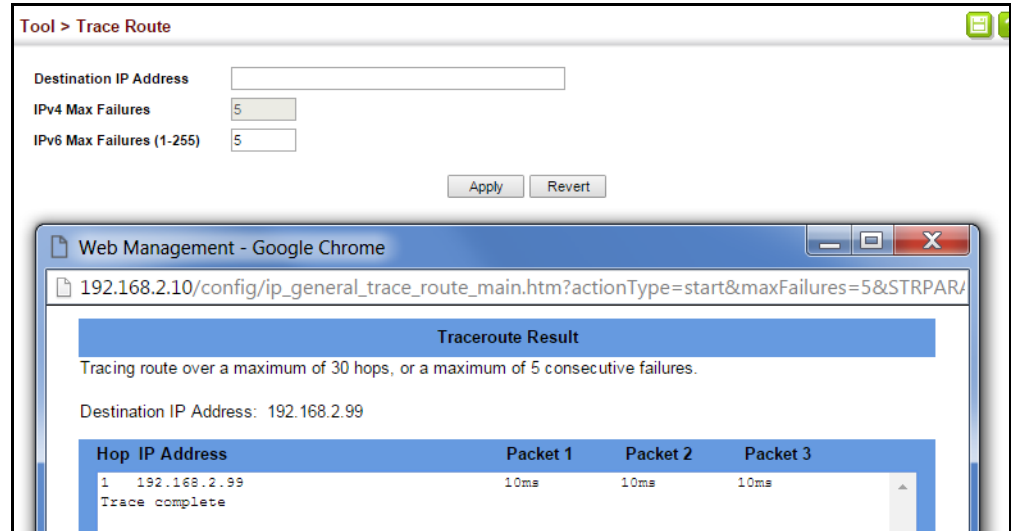 Tool > Trace Route
Destination IP Address
IPv4 Max Failures 5
IPv6 Max Failures (1-255) 5
Apply Revert
Web Management - Google Chrome
192.168.2.10/config/ip_general_trace_route_main.htm?actionType=start&maxFailures=5&STRPARA
Traceroute Result
Tracing route over a maximum of 30 hops, or a maximum of 5 consecutive failures.
Destination IP Address: 192.168.2.99
Hop IP Address Packet 1 Packet 2 Packet 3
1 192.168.2.99 10ms 10ms 10ms
Trace complete